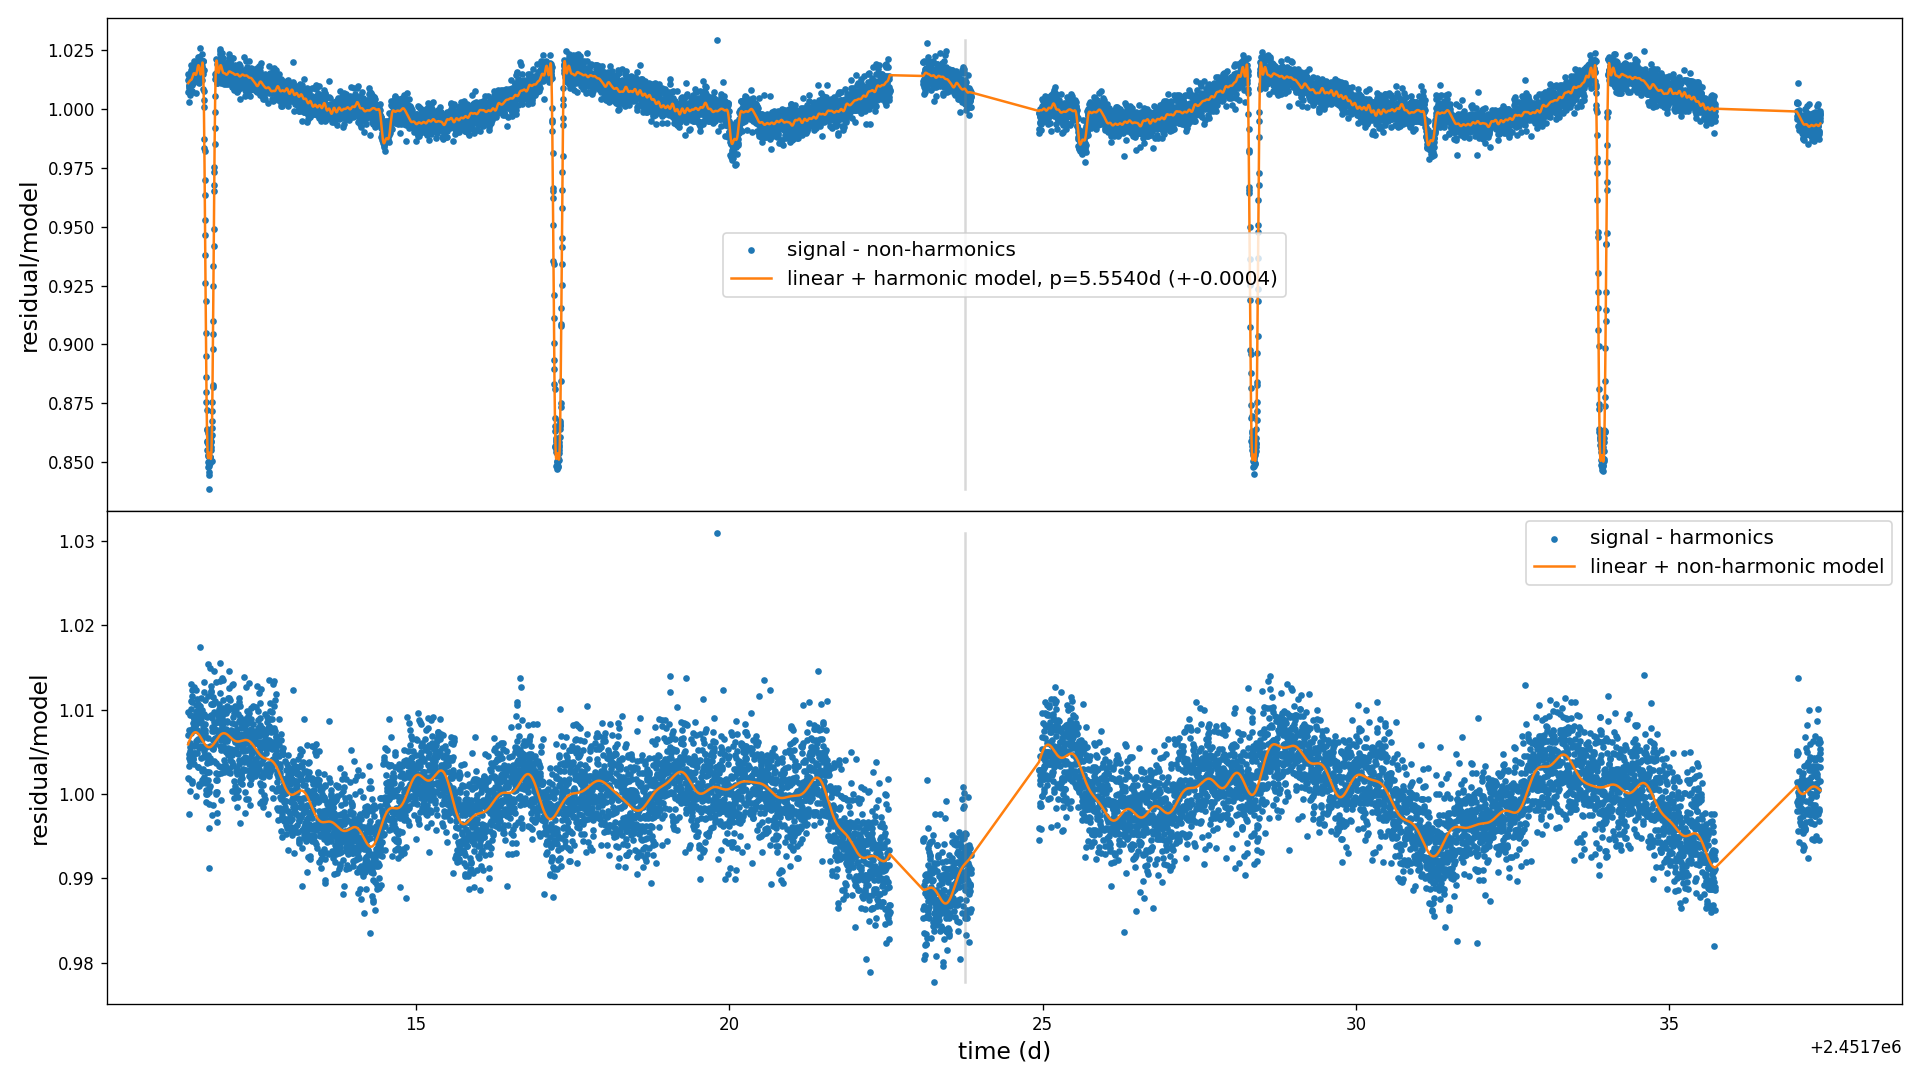 1.025
1.000
0.975
0.950
0.925
0.900
0.875
0.850
residual/model
signal - non-harmonics
linear + harmonic model, p=5.5540d (+-0.0004)
1.03
1.02
1.01
1.00
0.99
0.98
residual/model
signal - harmonics
linear + non-harmonic model
15 20 25 30 35
time (d)
+2.4517e6